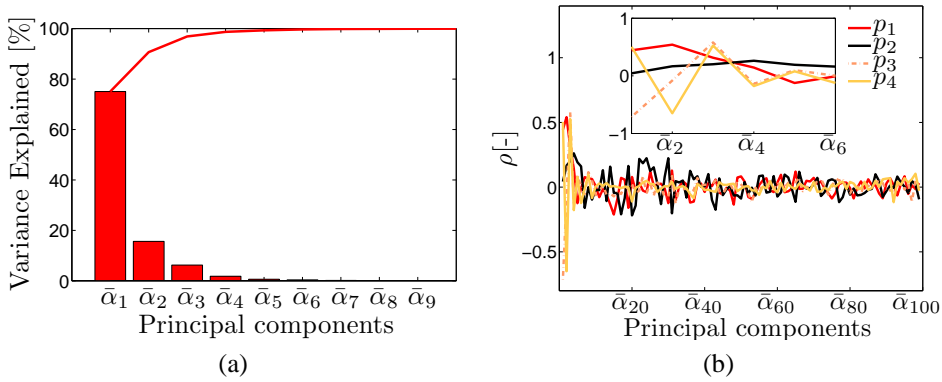 Variance Explained [%]
100
80
60
40
20
0
ᾱ₁ ᾱ₂ ᾱ₃ ᾱ₄ ᾱ₅ ᾱ₆ ᾱ₇ ᾱ₈ ᾱ₉
Principal components
(a)
ρ[-]
1
0.5
0
−0.5
1
0
−1
ᾱ₂ ᾱ₄ ᾱ₆
p₁
p₂
p₃
p₄
ᾱ₂₀ ᾱ₄₀ ᾱ₆₀ ᾱ₈₀ ᾱ₁₀₀
Principal components
(b)